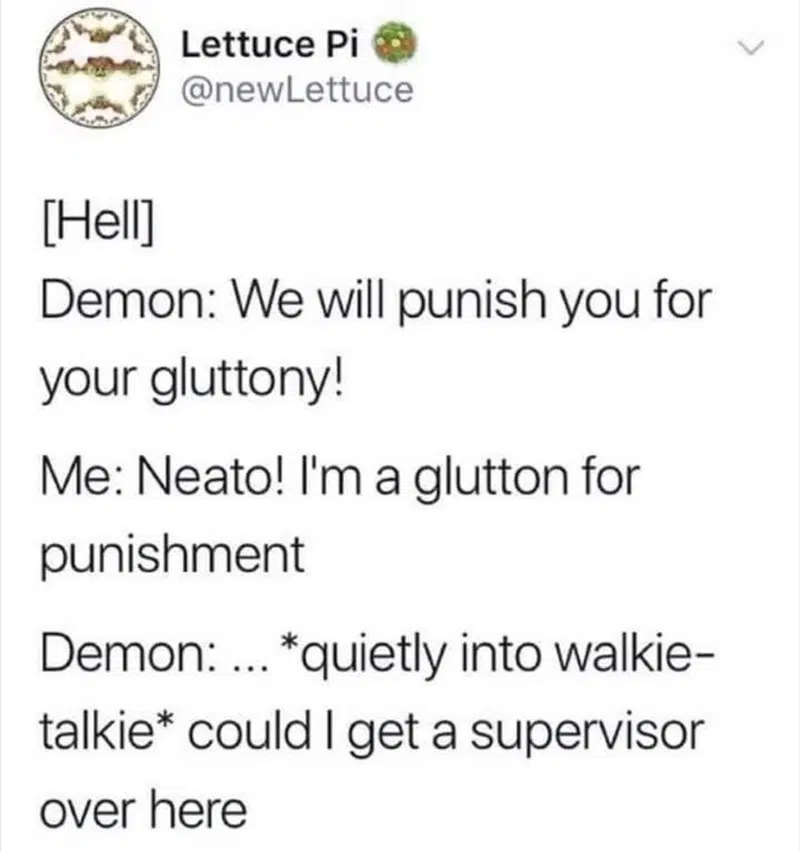 Lettuce Pi
@newLettuce
[Hell]
Demon: We will punish you for
your gluttony!
Me: Neato! I'm a glutton for
punishment
Demon: ... *quietly into walkie-
talkie* could I get a supervisor
over here